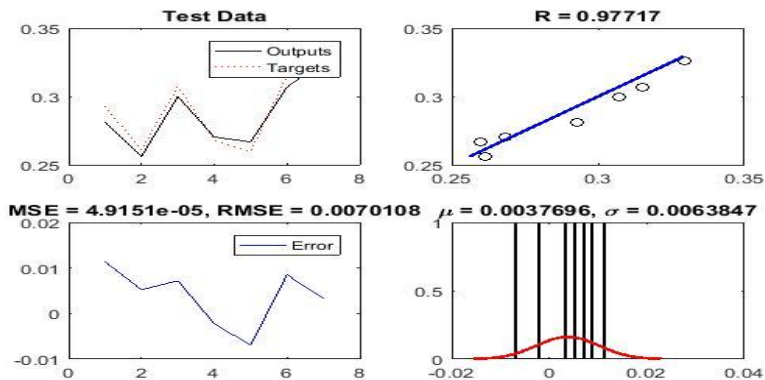 Test Data
0.35
0.3
0.25
0 2 4 6 8
Outputs
Targets
R = 0.97717
0.35
0.3
0.25
0.25 0.3 0.35
MSE = 4.9151e-05, RMSE = 0.0070108
0.02
0.01
0
-0.01
0 2 4 6 8
Error
μ = 0.0037696, σ = 0.0063847
1
0.5
0
-0.02 0 0.02 0.04